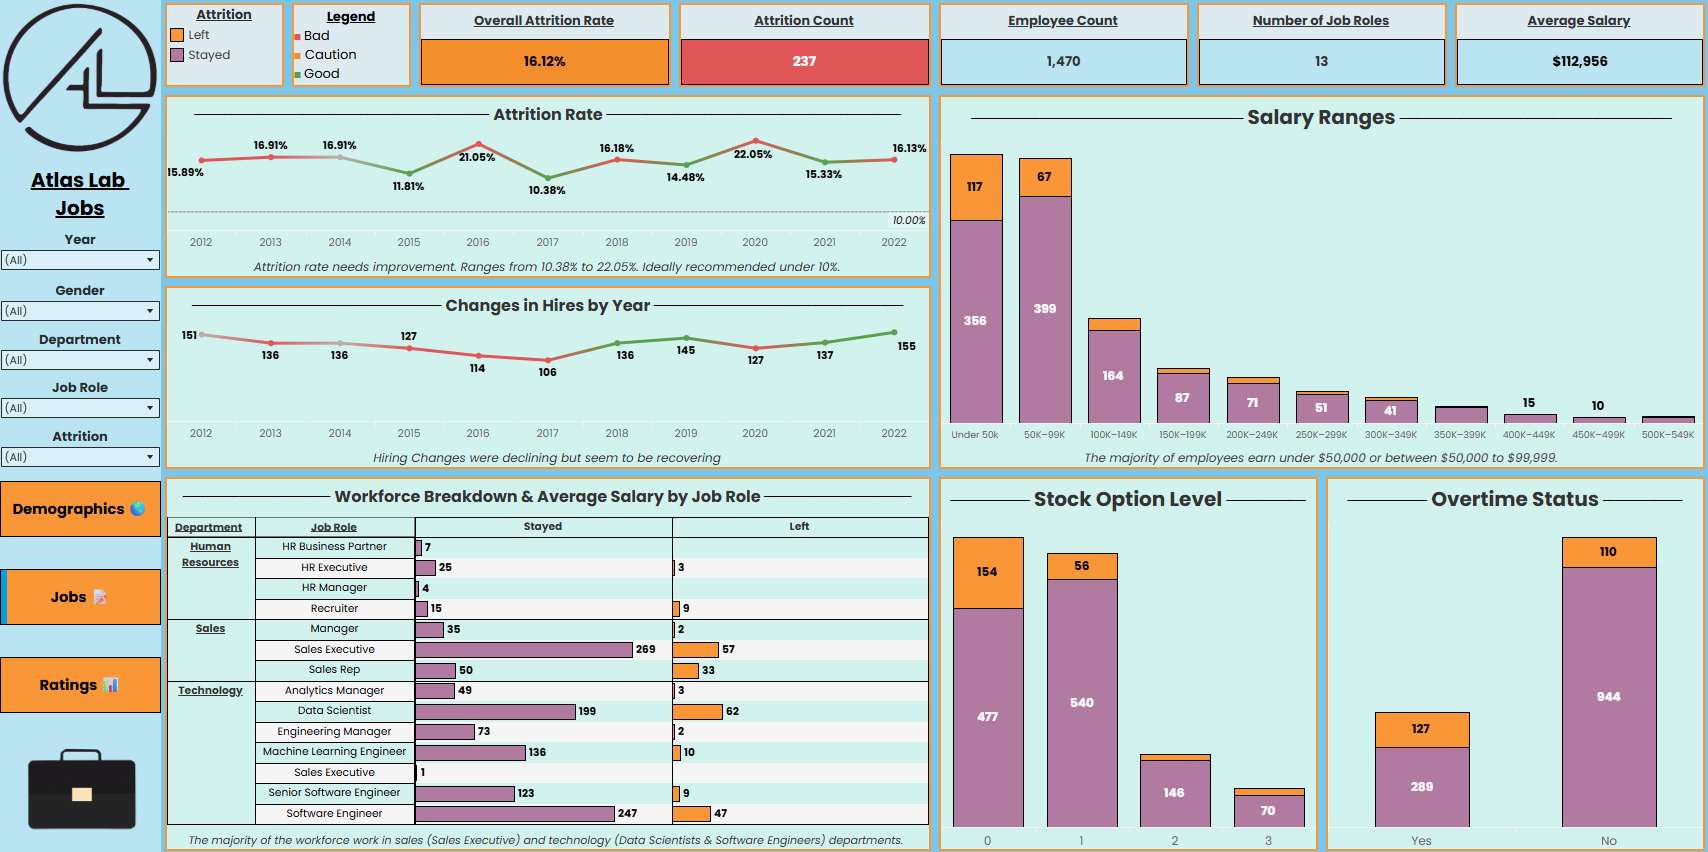 Atlas Lab
Jobs
Year
(All)
Gender
(All)
Department
(All)
Job Role
(All)
Attrition
(All)
Demographics
Jobs
Ratings
Attrition
Left
Stayed
Legend
Bad
Caution
Good
Overall Attrition Rate
16.12%
Attrition Count
237
Employee Count
1,470
Number of Job Roles
13
Average Salary
$112,956
Attrition Rate
15.89%
16.91%
16.91%
11.81%
21.05%
10.38%
16.18%
14.48%
22.05%
15.33%
16.13%
10.00%
2012 2013 2014 2015 2016 2017 2018 2019 2020 2021 2022
Attrition rate needs improvement. Ranges from 10.38% to 22.05%. Ideally recommended under 10%.
Changes in Hires by Year
151
136
136
127
114
106
136
145
127
137
155
2012 2013 2014 2015 2016 2017 2018 2019 2020 2021 2022
Hiring Changes were declining but seem to be recovering
Salary Ranges
117
356
67
399
164
87
71
51
41
15
10
Under 50k 50K–99K 100K–149K 150K–199K 200K–249K 250K–299K 300K–349K 350K–399K 400K–449K 450K–499K 500K–549K
The majority of employees earn under $50,000 or between $50,000 to $99,999.
Workforce Breakdown & Average Salary by Job Role
Department Job Role Stayed Left
Human
Resources
HR Business Partner 7
HR Executive 25 3
HR Manager 4
Recruiter 15 9
Sales Manager 35 2
Sales Executive 269 57
Sales Rep 50 33
Technology Analytics Manager 49 3
Data Scientist 199 62
Engineering Manager 73 2
Machine Learning Engineer 136 10
Sales Executive 1
Senior Software Engineer 123 9
Software Engineer 247 47
The majority of the workforce work in sales (Sales Executive) and technology (Data Scientists & Software Engineers) departments.
Stock Option Level
154
477
56
540
146
70
0 1 2 3
Overtime Status
127
289
110
944
Yes No